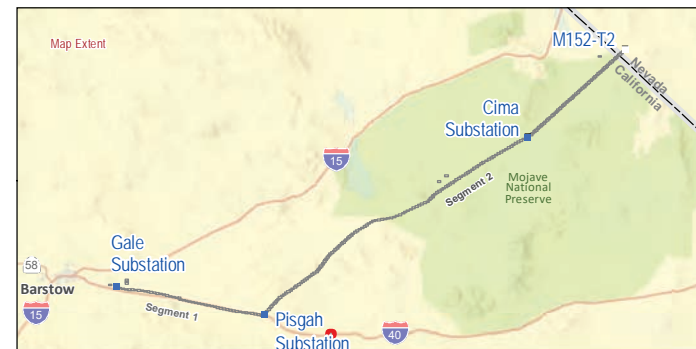 Map Extent
M152-T2
Nevada
California
Cima
Substation
15
Mojave
National
Preserve
Segment 2
Gale
Substation
58
Barstow
15
Segment 1
Pisgah
Substation
40